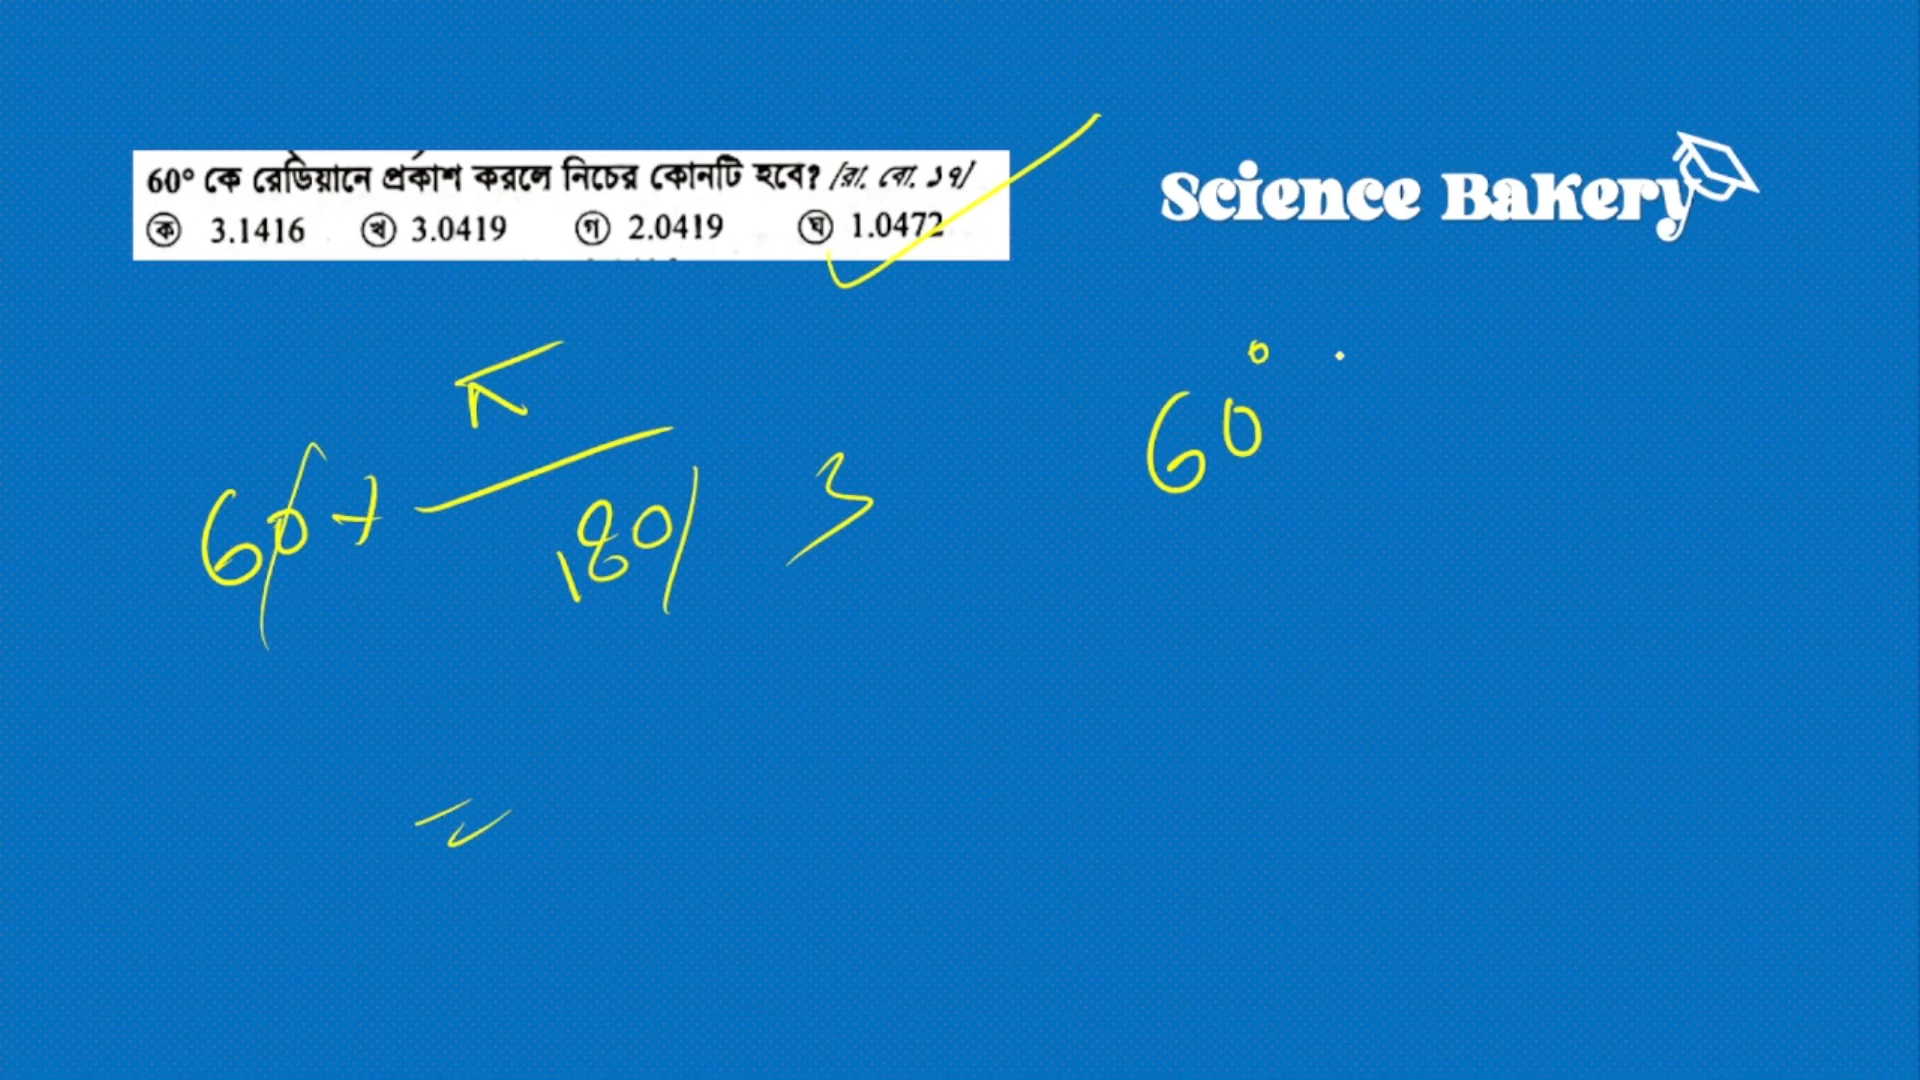 60° কে রেডিয়ানে প্রকাশ করলে নিচের কোনটি হবে? [রা. বো. ১৭]
ক 3.1416 খ 3.0419 গ 2.0419 ঘ 1.0472
Science Bakery
π
60 × 180 3
60°
=